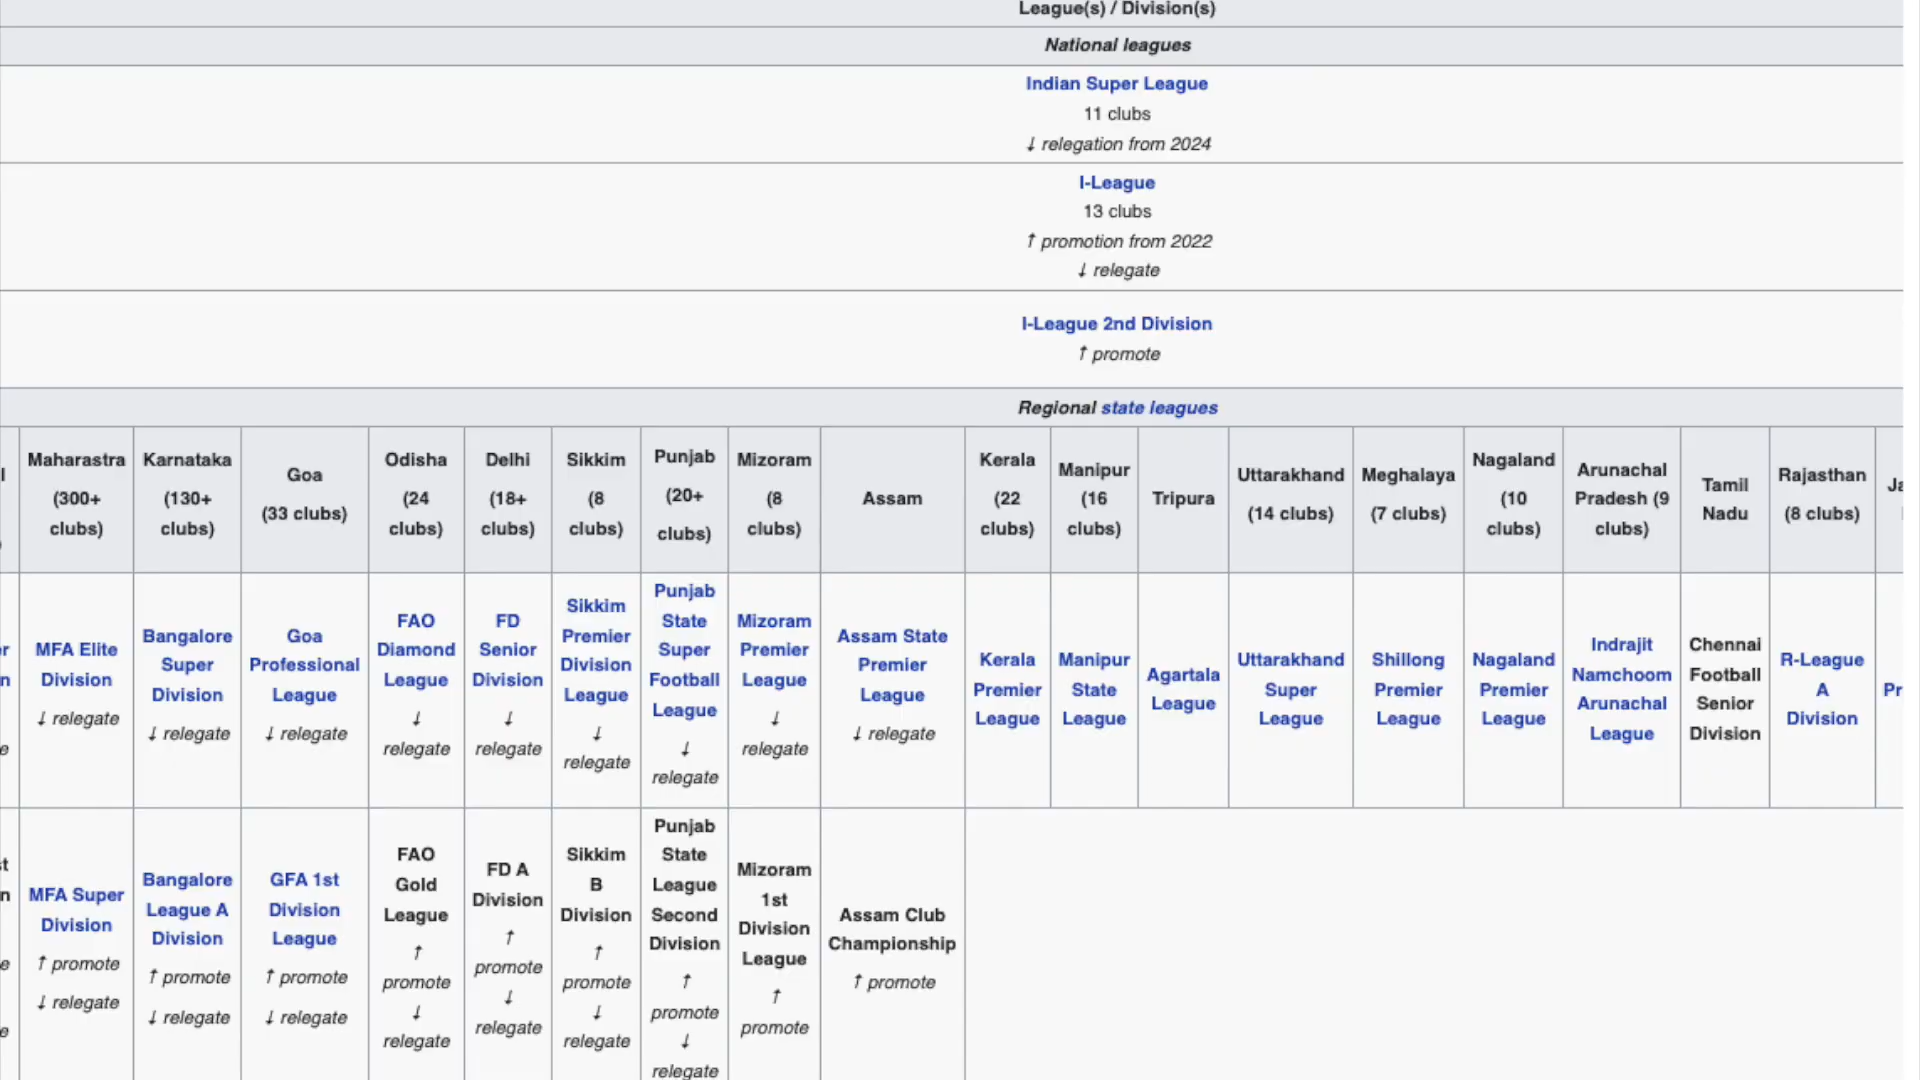 League(s) / Division(s)
National leagues
Indian Super League
11 clubs
↓ relegation from 2024
I-League
13 clubs
↑ promotion from 2022
↓ relegate
I-League 2nd Division
↑ promote
Regional state leagues
Maharastra
(300+
clubs)
Karnataka
(130+
clubs)
Goa
(33 clubs)
Odisha
(24
clubs)
Delhi
(18+
clubs)
Sikkim
(8
clubs)
Punjab
(20+
clubs)
Mizoram
(8
clubs)
Assam
Kerala
(22
clubs)
Manipur
(16
clubs)
Tripura
Uttarakhand
(14 clubs)
Meghalaya
(7 clubs)
Nagaland
(10
clubs)
Arunachal
Pradesh (9
clubs)
Tamil
Nadu
Rajasthan
(8 clubs)
MFA Elite
Division
↓ relegate
Bangalore
Super
Division
↓ relegate
Goa
Professional
League
↓ relegate
FAO
Diamond
League
↓
relegate
FD
Senior
Division
↓
relegate
Sikkim
Premier
Division
League
↓
relegate
Punjab
State
Super
Football
League
↓
relegate
Mizoram
Premier
League
↓
relegate
Assam State
Premier
League
↓ relegate
Kerala
Premier
League
Manipur
State
League
Agartala
League
Uttarakhand
Super
League
Shillong
Premier
League
Nagaland
Premier
League
Indrajit
Namchoom
Arunachal
League
Chennai
Football
Senior
Division
R-League
A
Division
MFA Super
Division
↑ promote
↓ relegate
Bangalore
League A
Division
↑ promote
↓ relegate
GFA 1st
Division
League
↑ promote
↓ relegate
FAO
Gold
League
↑
promote
↓
relegate
FD A
Division
↑
promote
↓
relegate
Sikkim
B
Division
↑
promote
↓
relegate
Punjab
State
League
Second
Division
↑
promote
↓
relegate
Mizoram
1st
Division
League
↑
promote
Assam Club
Championship
↑ promote